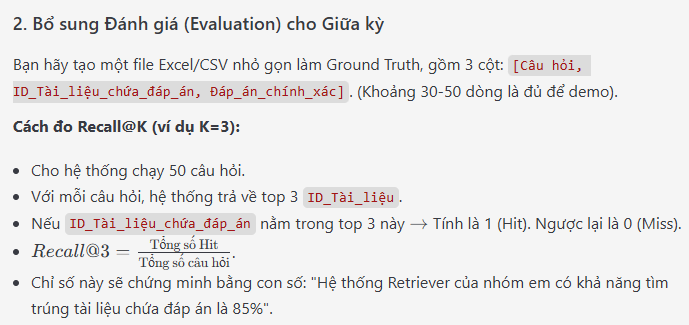 2. Bổ sung Đánh giá (Evaluation) cho Giữa kỳ
Bạn hãy tạo một file Excel/CSV nhỏ gọn làm Ground Truth, gồm 3 cột: [Câu hỏi,
ID_Tài_liệu_chứa_đáp_án, Đáp_án_chính_xác]. (Khoảng 30-50 dòng là đủ để demo).
Cách đo Recall@K (ví dụ K=3):
• Cho hệ thống chạy 50 câu hỏi.
• Với mỗi câu hỏi, hệ thống trả về top 3 ID_Tài_liệu.
• Nếu ID_Tài_liệu_chứa_đáp_án nằm trong top 3 này → Tính là 1 (Hit). Ngược lại là 0 (Miss).
• Recall@3 = Tổng số Hit / Tổng số câu hỏi.
• Chỉ số này sẽ chứng minh bằng con số: "Hệ thống Retriever của nhóm em có khả năng tìm
trúng tài liệu chứa đáp án là 85%".